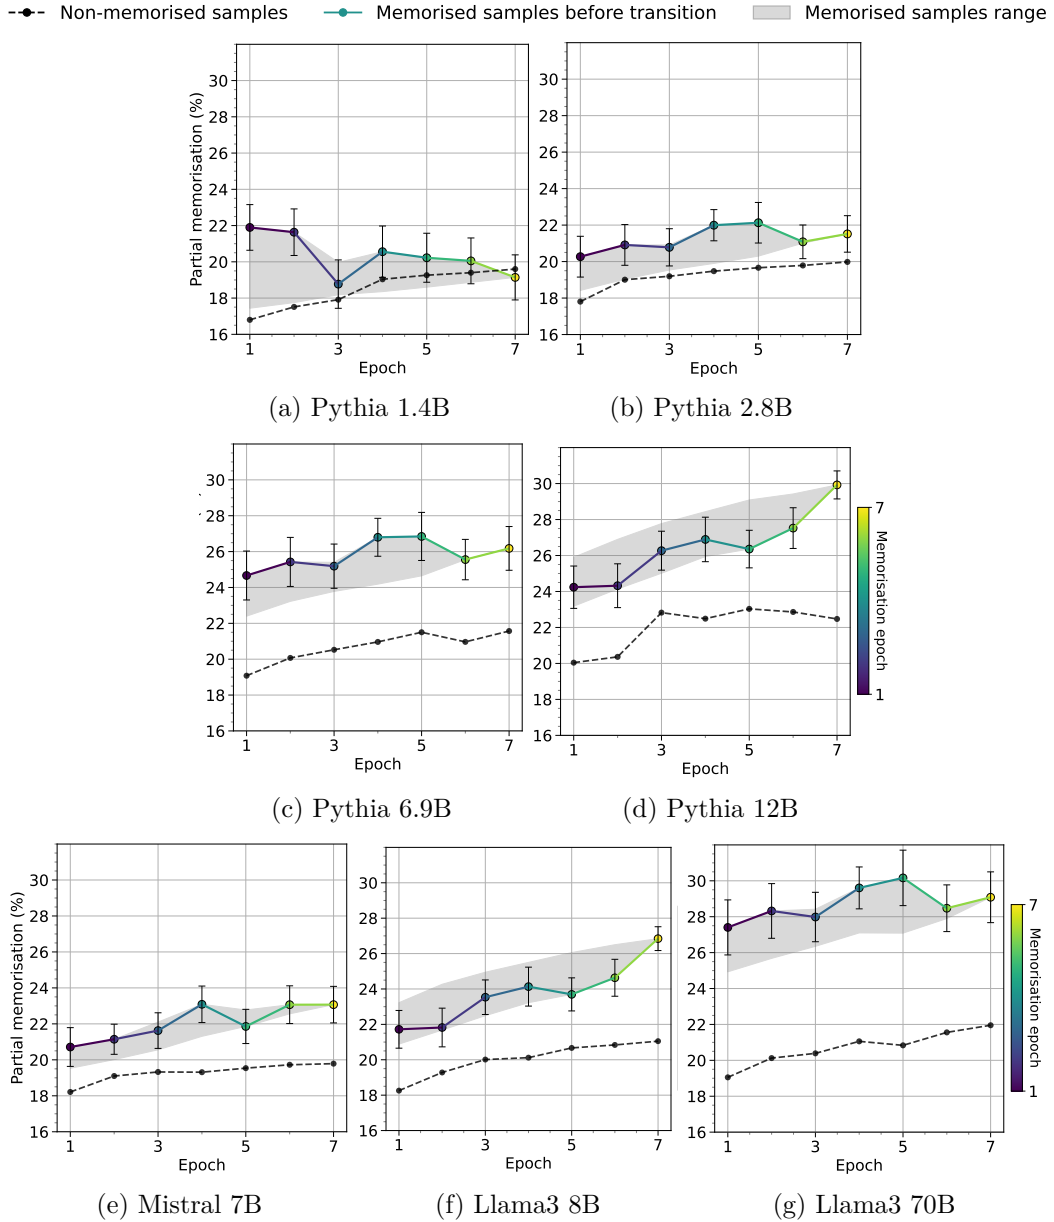 Non-memorised samples Memorised samples before transition Memorised samples range
Partial memorisation (%)
30
28
26
24
22
20
18
16
1 3 5 7
Epoch
(a) Pythia 1.4B
30
28
26
24
22
20
18
16
1 3 5 7
Epoch
(b) Pythia 2.8B
30
28
26
24
22
20
18
16
1 3 5 7
Epoch
(c) Pythia 6.9B
30
28
26
24
22
20
18
16
1 3 5 7
Epoch
(d) Pythia 12B
7
Memorisation epoch
1
Partial memorisation (%)
30
28
26
24
22
20
18
16
1 3 5 7
Epoch
(e) Mistral 7B
30
28
26
24
22
20
18
16
1 3 5 7
Epoch
(f) Llama3 8B
30
28
26
24
22
20
18
16
1 3 5 7
Epoch
(g) Llama3 70B
7
Memorisation epoch
1